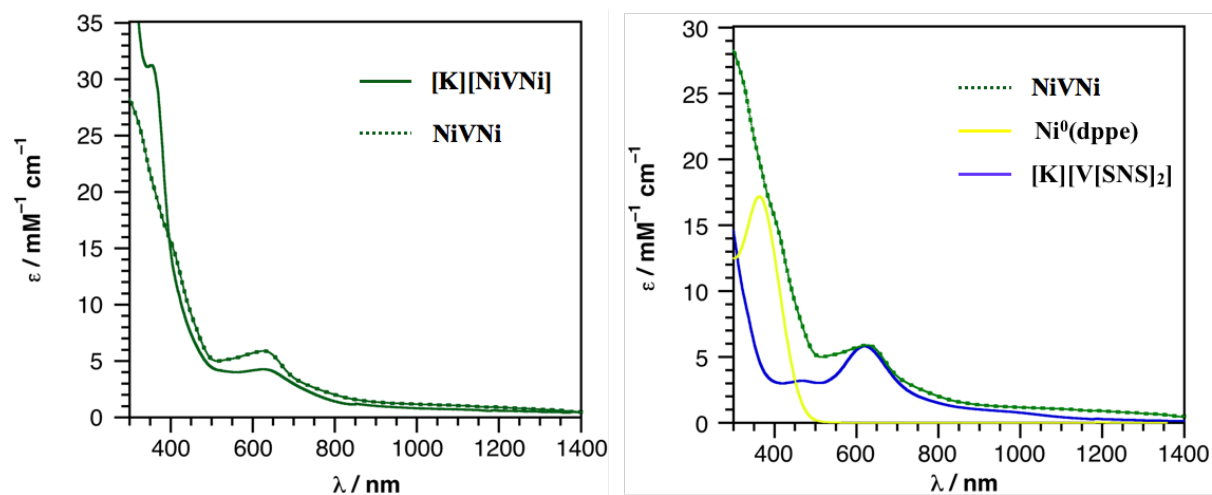 35
30
25
20
15
10
5
0
ε / mM⁻¹ cm⁻¹
[K][NiVNi]
NiVNi
400 600 800 1000 1200 1400
λ / nm
30
25
20
15
10
5
0
ε / mM⁻¹ cm⁻¹
NiVNi
Ni⁰(dppe)
[K][V[SNS]₂]
400 600 800 1000 1200 1400
λ / nm